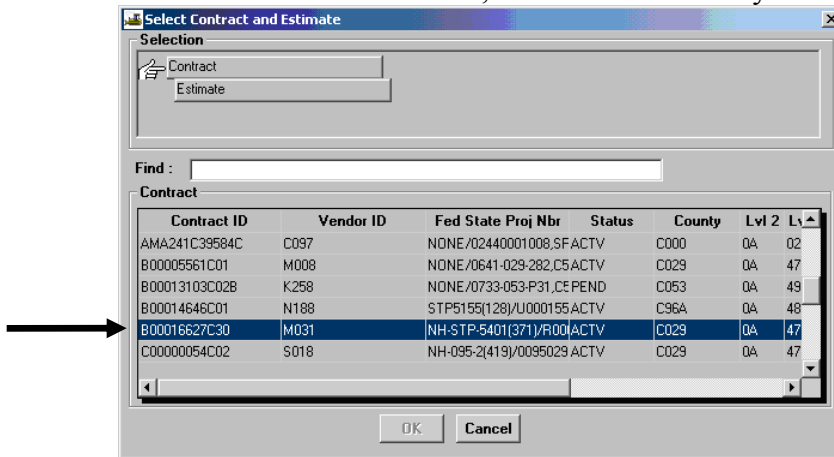 Select Contract and Estimate
Selection
Contract
Estimate
Find :
Contract
Contract ID Vendor ID Fed State Proj Nbr Status County Lvl 2
AMA241C39584C C097 NONE/02440001008,SF ACTV C000 0A 02
B00005561C01 M008 NONE/0641-029-282,C5 ACTV C029 0A 47
B00013103C02B K258 NONE/0733-053-P31,C5 PEND C053 0A 49
B00014646C01 N188 STP5155(128)/U000155 ACTV C96A 0A 48
B00016627C30 M031 NH-STP-5401(371)/R00 ACTV C029 0A 47
C00000054C02 S018 NH-095-2(419)/0095029 ACTV C029 0A 47
OK Cancel